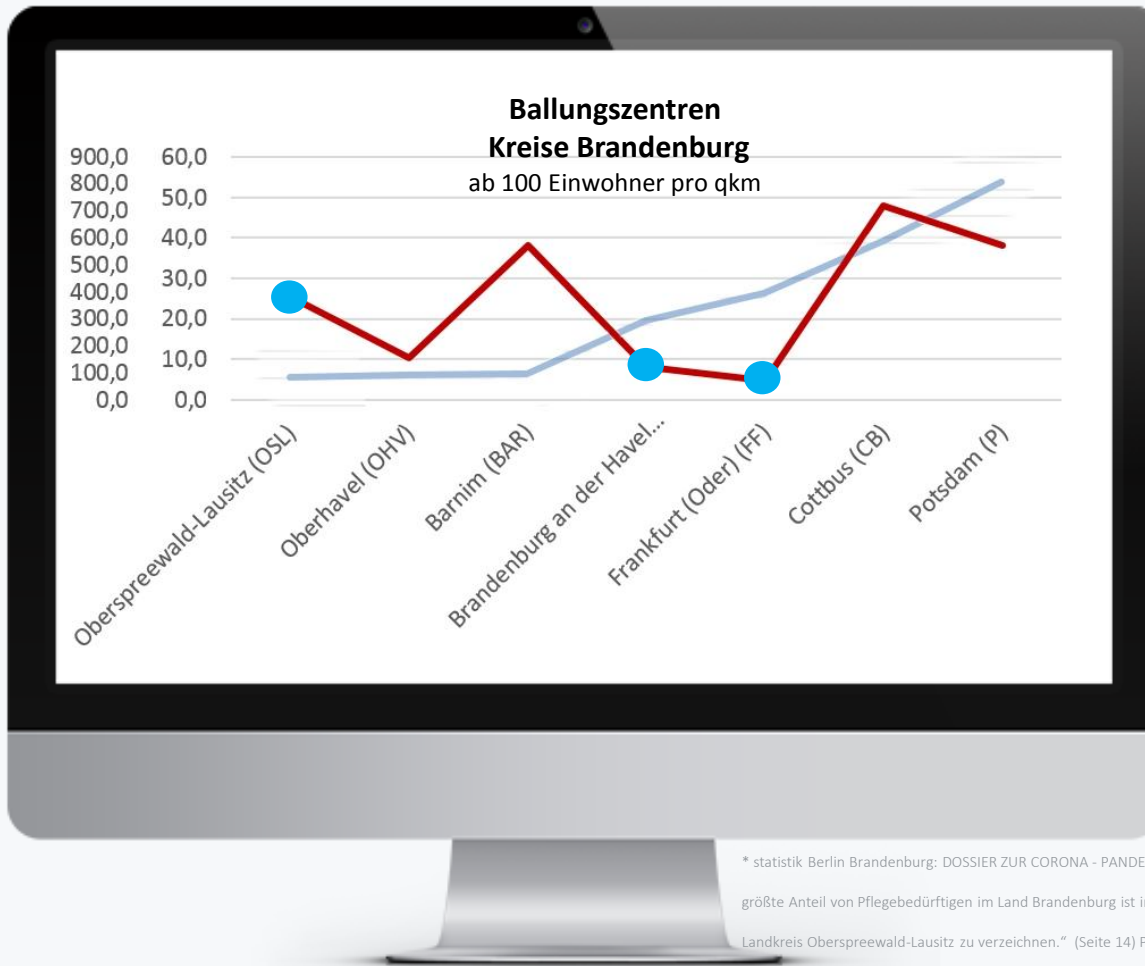 Ballungszentren
Kreise Brandenburg
ab 100 Einwohner pro qkm
900,0
800,0
700,0
600,0
500,0
400,0
300,0
200,0
100,0
0,0
60,0
50,0
40,0
30,0
20,0
10,0
0,0
Oberspreewald-Lausitz (OSL)
Oberhavel (OHV)
Barnim (BAR)
Brandenburg an der Havel...
Frankfurt (Oder) (FF)
Cottbus (CB)
Potsdam (P)
* statistik Berlin Brandenburg: DOSSIER ZUR CORONA - PANDE
größte Anteil von Pflegebedürftigen im Land Brandenburg ist i
Landkreis Oberspreewald-Lausitz zu verzeichnen.“ (Seite 14) P